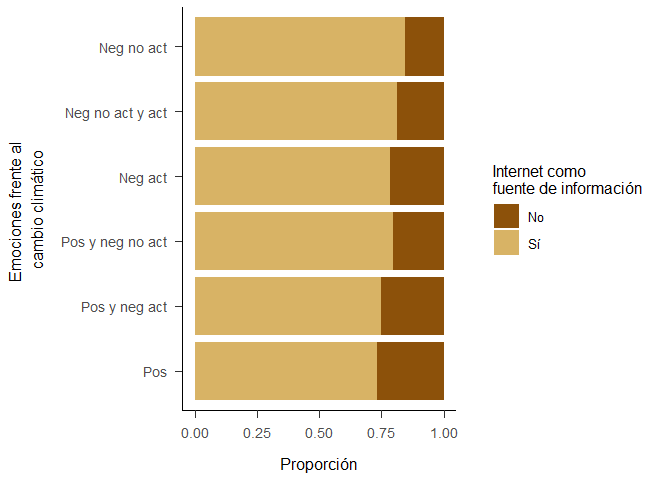 Emociones frente al
cambio climático
Neg no act
Neg no act y act
Neg act
Pos y neg no act
Pos y neg act
Pos
0.00
0.25
0.50
0.75
1.00
Proporción
Internet como
fuente de información
No
Sí